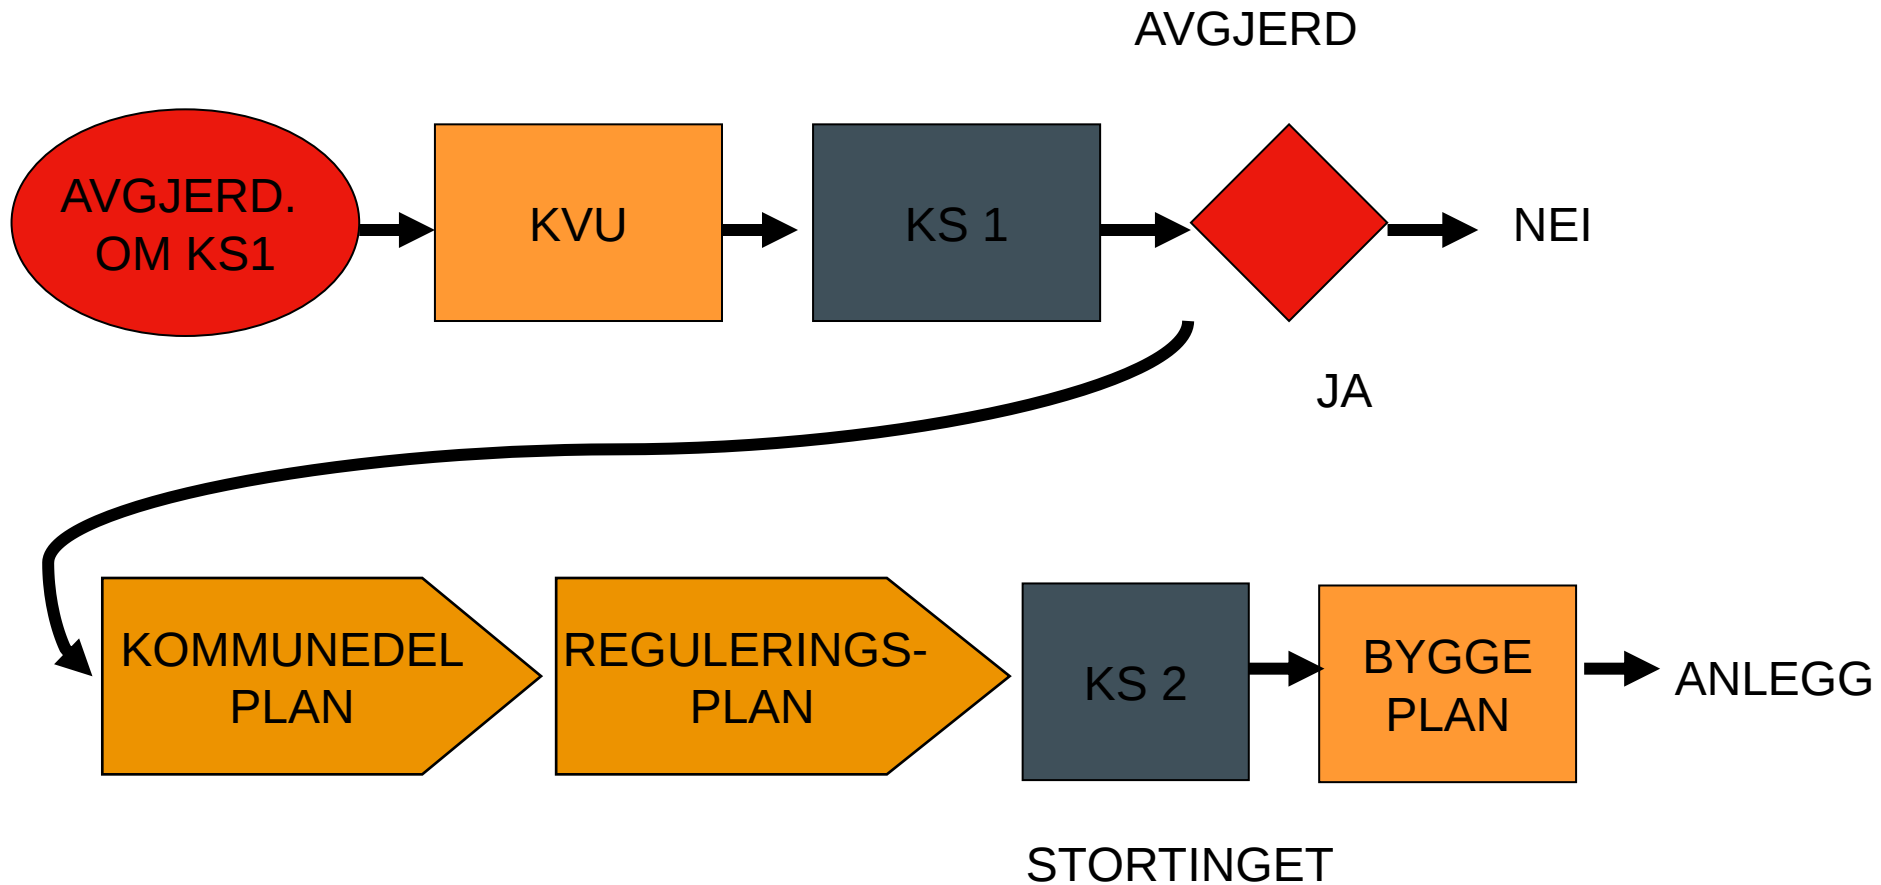 AVGJERD
AVGJERD.
OM KS1
KVU
KS 1
NEI
JA
KOMMUNEDEL
PLAN
REGULERINGS-
PLAN
KS 2
BYGGE
PLAN
ANLEGG
STORTINGET